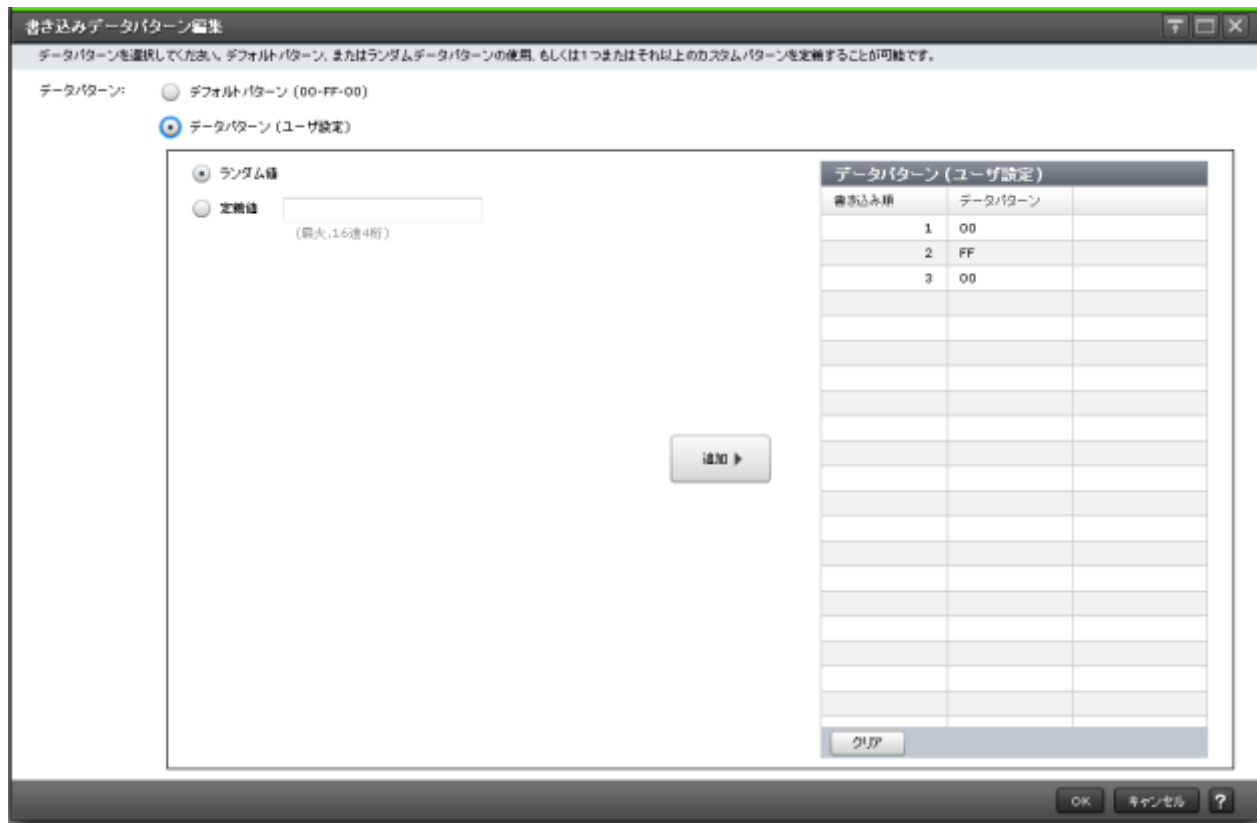 書き込みデータパターン編集
データパターンを選択してください。デフォルトパターン、またはランダムデータパターンの使用、もしくは1つまたはそれ以上のカスタムパターンを定義することが可能です。
データパターン:
デフォルトパターン (00-FF-00)
データパターン (ユーザ設定)
ランダム値
定義値
(最大,16進4桁)
追加
データパターン (ユーザ設定)
書き込み順 データパターン
1 00
2 FF
3 00
クリア
OK キャンセル ?